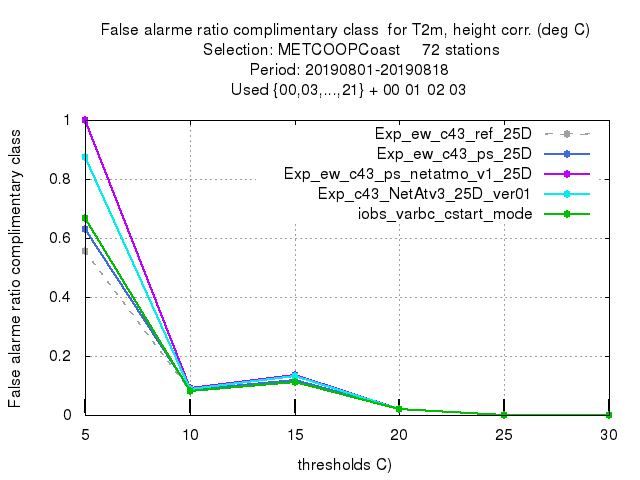 False alarme ratio complimentary class  for T2m, height corr. (deg C)
Selection: METCOOPCoast     72 stations
Period: 20190801-20190818
Used {00,03,...,21} + 00 01 02 03
False alarme ratio complimentary class
1
0.8
0.6
0.4
0.2
0
Exp_ew_c43_ref_25D
Exp_ew_c43_ps_25D
Exp_ew_c43_ps_netatmo_v1_25D
Exp_c43_NetAtv3_25D_ver01
iobs_varbc_cstart_mode
5 10 15 20 25 30
thresholds C)